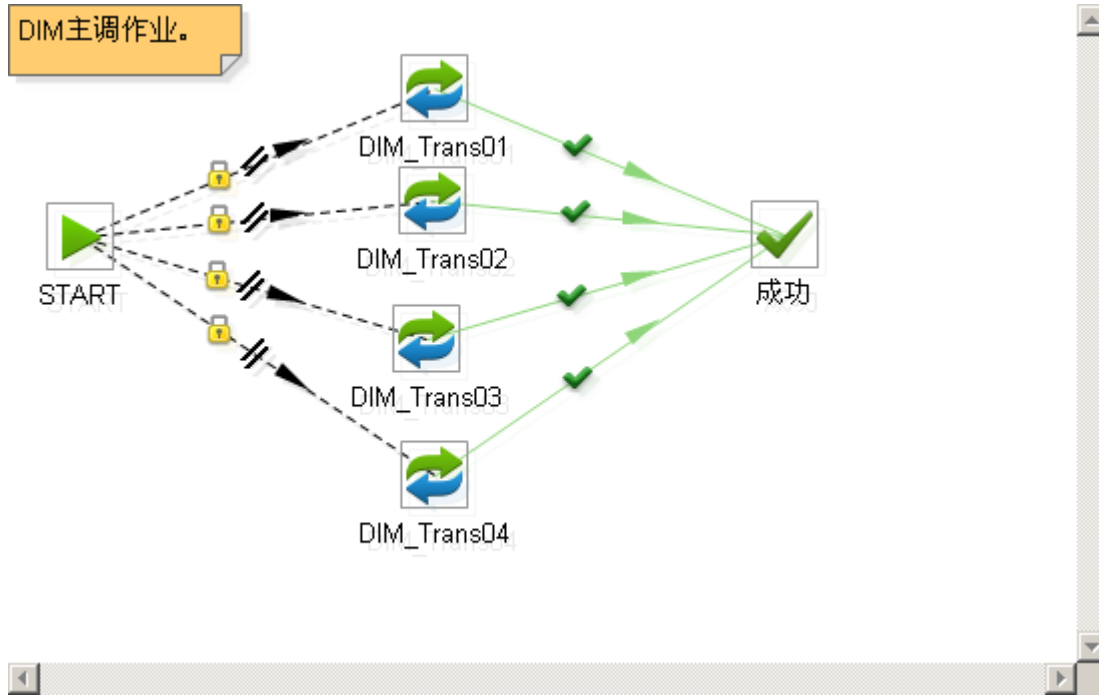 DIM主调作业。
DIM_Trans01
DIM_Trans02
START
成功
DIM_Trans03
DIM_Trans04